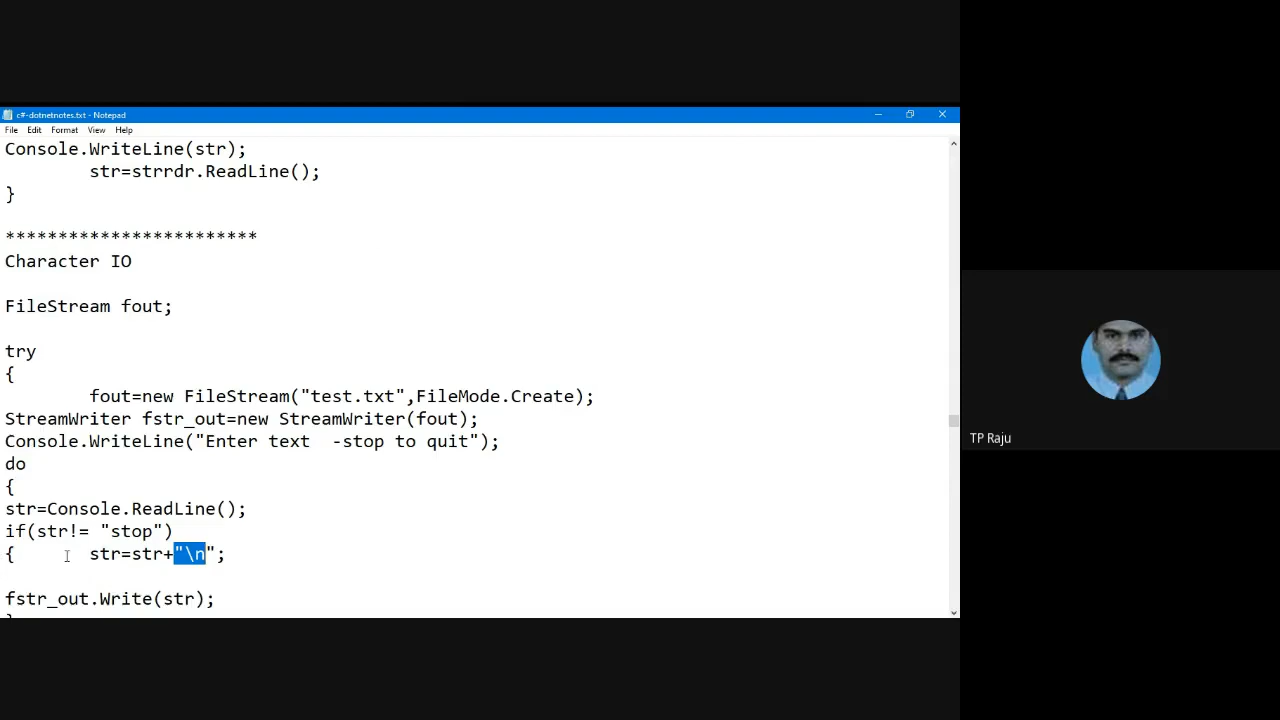 c#-dotnetnotes.txt - Notepad
File Edit Format View Help
Console.WriteLine(str);
str=strrdr.ReadLine();
}
************************
Character IO
FileStream fout;
try
{
fout=new FileStream("test.txt",FileMode.Create);
StreamWriter fstr_out=new StreamWriter(fout);
Console.WriteLine("Enter text  -stop to quit");
do
{
str=Console.ReadLine();
if(str!= "stop")
{ str=str+"\n";
fstr_out.Write(str);
TP Raju